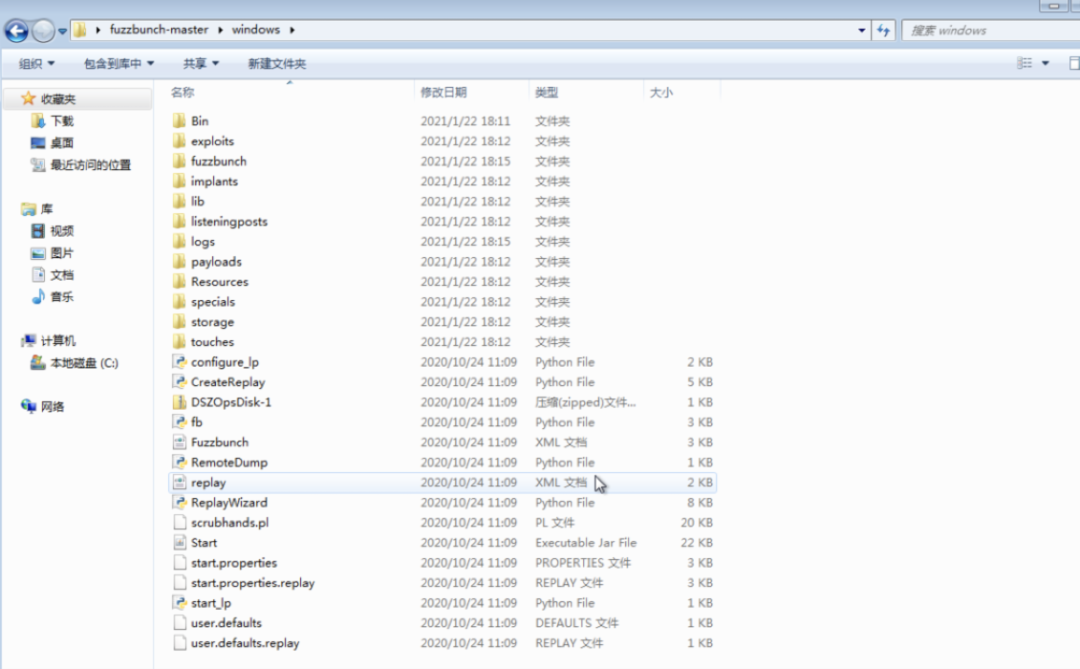 fuzzbunch-master windows 搜索 windows
组织 包含到库中 共享 新建文件夹
收藏夹
下载
桌面
最近访问的位置
库
视频
图片
文档
音乐
计算机
本地磁盘 (C:)
网络
名称 修改日期 类型 大小
Bin 2021/1/22 18:11 文件夹
exploits 2021/1/22 18:12 文件夹
fuzzbunch 2021/1/22 18:15 文件夹
implants 2021/1/22 18:12 文件夹
lib 2021/1/22 18:12 文件夹
listeningposts 2021/1/22 18:12 文件夹
logs 2021/1/22 18:15 文件夹
payloads 2021/1/22 18:12 文件夹
Resources 2021/1/22 18:12 文件夹
specials 2021/1/22 18:12 文件夹
storage 2021/1/22 18:12 文件夹
touches 2021/1/22 18:12 文件夹
configure_lp 2020/10/24 11:09 Python File 2 KB
CreateReplay 2020/10/24 11:09 Python File 5 KB
DSZOpsDisk-1 2020/10/24 11:09 压缩(zipped)文件... 1 KB
fb 2020/10/24 11:09 Python File 3 KB
Fuzzbunch 2020/10/24 11:09 XML 文档 3 KB
RemoteDump 2020/10/24 11:09 Python File 1 KB
replay 2020/10/24 11:09 XML 文档 2 KB
ReplayWizard 2020/10/24 11:09 Python File 8 KB
scrubhands.pl 2020/10/24 11:09 PL 文件 20 KB
Start 2020/10/24 11:09 Executable Jar File 22 KB
start.properties 2020/10/24 11:09 PROPERTIES 文件 3 KB
start.properties.replay 2020/10/24 11:09 REPLAY 文件 3 KB
start_lp 2020/10/24 11:09 Python File 1 KB
user.defaults 2020/10/24 11:09 DEFAULTS 文件 1 KB
user.defaults.replay 2020/10/24 11:09 REPLAY 文件 1 KB